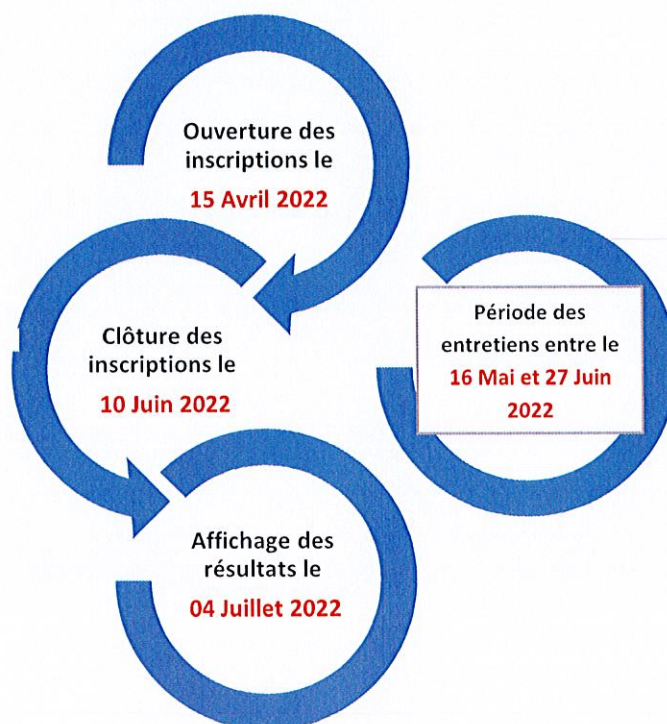 Ouverture des
inscriptions le
15 Avril 2022
Clôture des
inscriptions le
10 Juin 2022
Période des
entretiens entre le
16 Mai et 27 Juin
2022
Affichage des
résultats le
04 Juillet 2022